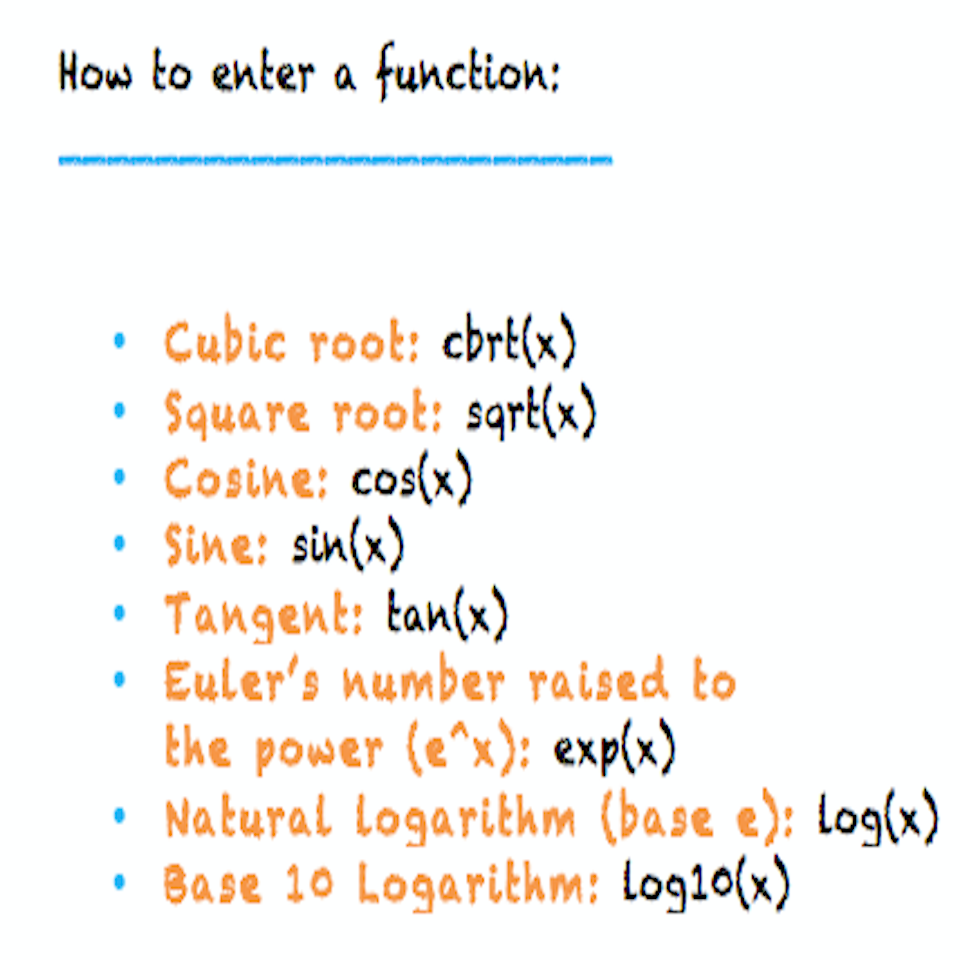 How to enter a function:
• Cubic root: cbrt(x)
• Square root: sqrt(x)
• Cosine: cos(x)
• Sine: sin(x)
• Tangent: tan(x)
• Euler's number raised to
the power (e^x): exp(x)
• Natural logarithm (base e): log(x)
• Base 10 Logarithm: log10(x)